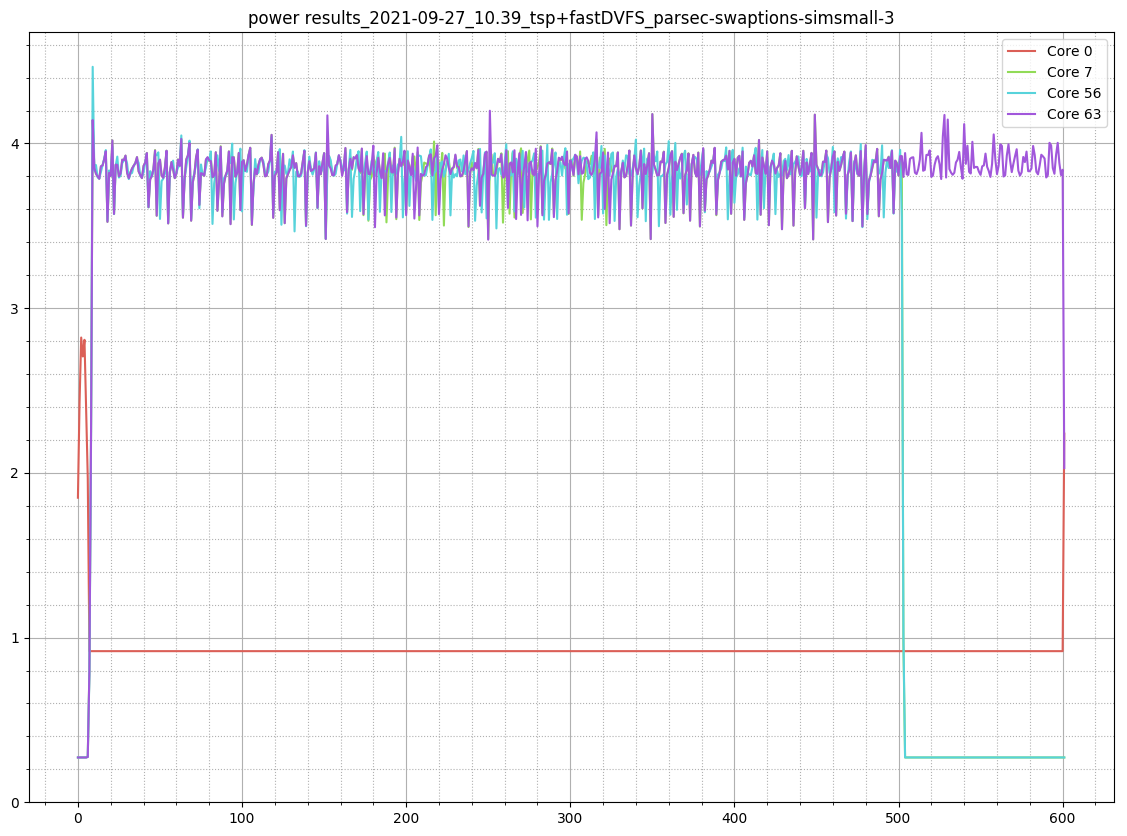 power results_2021-09-27_10.39_tsp+fastDVFS_parsec-swaptions-simsmall-3
Core 0
Core 7
Core 56
Core 63
4
3
2
1
0
0 100 200 300 400 500 600